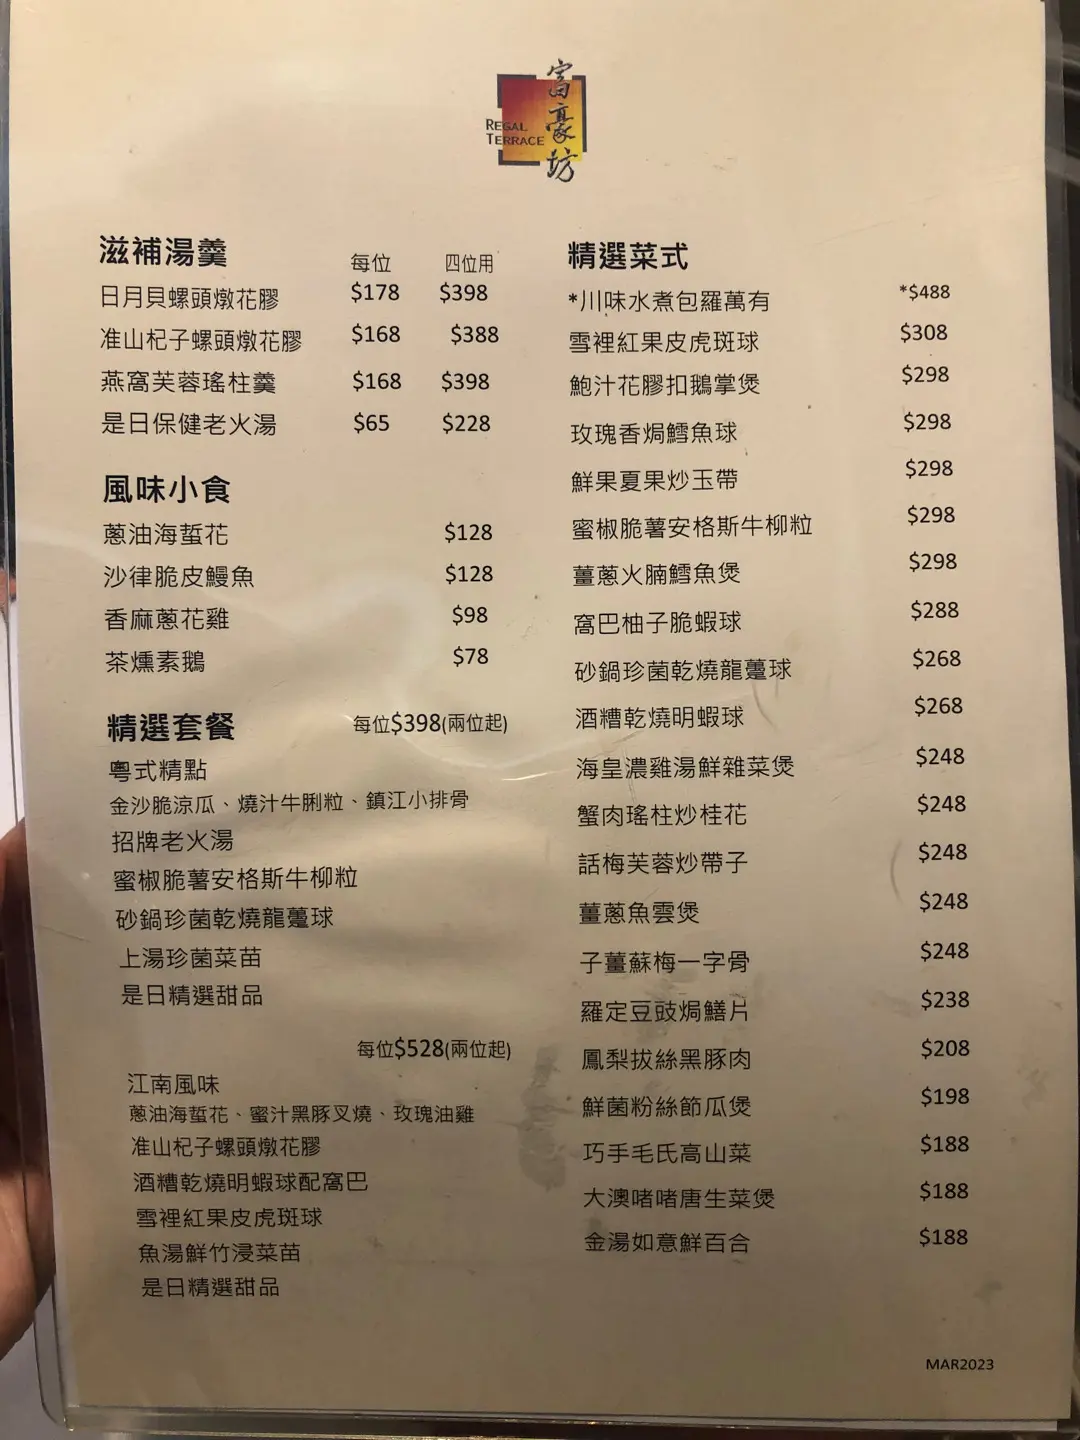 富豪坊
REGAL
TERRACE
滋補湯羹 每位 四位用
日月貝螺頭燉花膠 $178 $398
准山杞子螺頭燉花膠 $168 $388
燕窩芙蓉瑤柱羹 $168 $398
是日保健老火湯 $65 $228
風味小食
蔥油海蜇花 $128
沙律脆皮鰻魚 $128
香麻蔥花雞 $98
茶燻素鵝 $78
精選套餐 每位$398(兩位起)
粵式精點
金沙脆涼瓜、燒汁牛脷粒、鎮江小排骨
招牌老火湯
蜜椒脆薯安格斯牛柳粒
砂鍋珍菌乾燒龍躉球
上湯珍菌菜苗
是日精選甜品
每位$528(兩位起)
江南風味
蔥油海蜇花、蜜汁黑豚叉燒、玫瑰油雞
准山杞子螺頭燉花膠
酒糟乾燒明蝦球配窩巴
雪裡紅果皮虎斑球
魚湯鮮竹浸菜苗
是日精選甜品
精選菜式
*川味水煮包羅萬有 *$488
雪裡紅果皮虎斑球 $308
鮑汁花膠扣鵝掌煲 $298
玫瑰香焗鱈魚球 $298
鮮果夏果炒玉帶 $298
蜜椒脆薯安格斯牛柳粒 $298
薑蔥火腩鱈魚煲 $298
窩巴柚子脆蝦球 $288
砂鍋珍菌乾燒龍躉球 $268
酒糟乾燒明蝦球 $268
海皇濃雞湯鮮雜菜煲 $248
蟹肉瑤柱炒桂花 $248
話梅芙蓉炒帶子 $248
薑蔥魚雲煲 $248
子薑蘇梅一字骨 $248
羅定豆豉焗鱔片 $238
鳳梨拔絲黑豚肉 $208
鮮菌粉絲節瓜煲 $198
巧手毛氏高山菜 $188
大澳啫啫唐生菜煲 $188
金湯如意鮮百合 $188
MAR2023